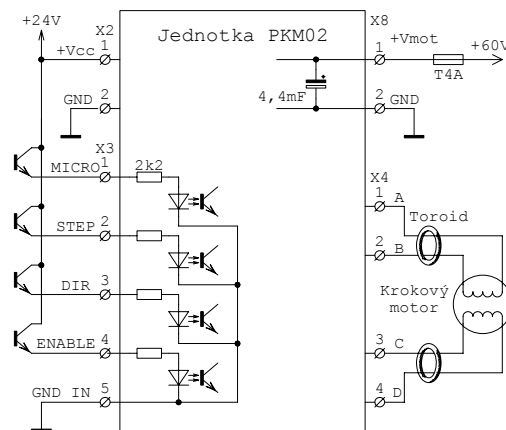 +24V
X2
Jednotka PKM02
X8
+Vcc
1
1
+Vmot
+60V
T4A
4,4mF
GND
2
2
GND
X3
MICRO
1
2k2
X4
1
A
Toroid
STEP
2
2
B
DIR
3
Krokový
motor
ENABLE
4
3
C
GND IN
5
4
D